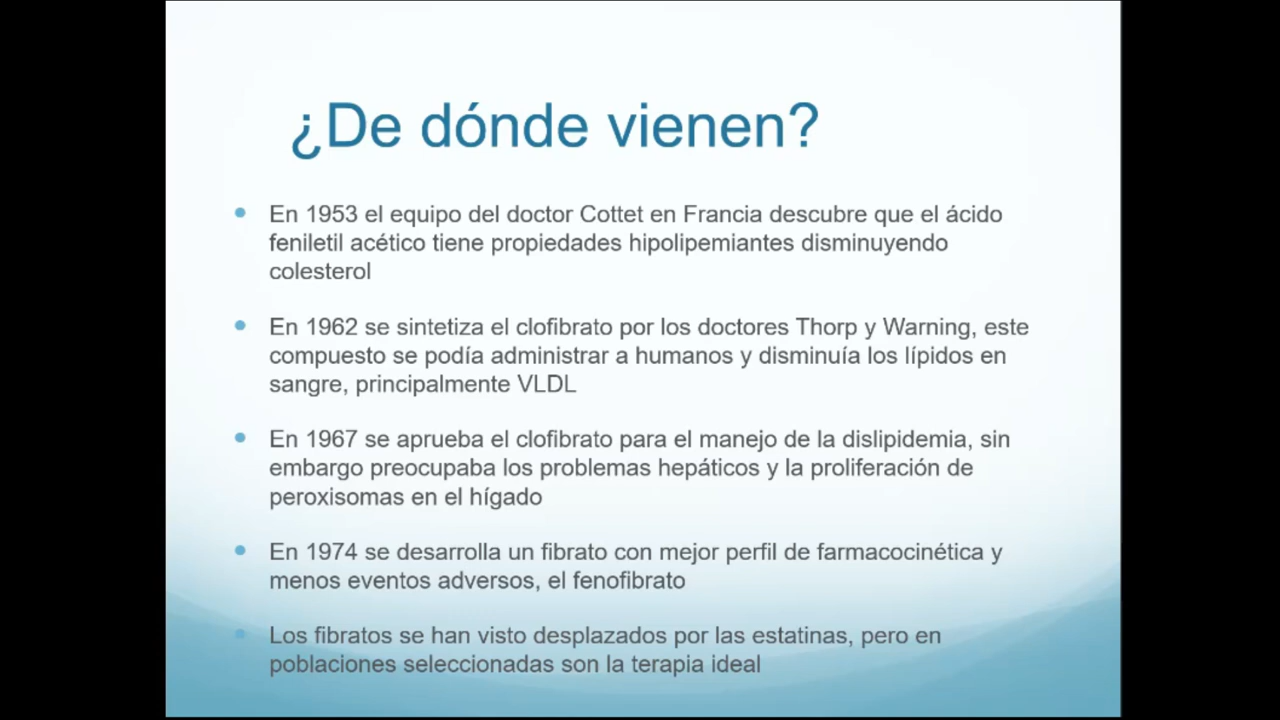 ¿De dónde vienen?
En 1953 el equipo del doctor Cottet en Francia descubre que el ácido
feniletil acético tiene propiedades hipolipemiantes disminuyendo
colesterol
En 1962 se sintetiza el clofibrato por los doctores Thorp y Warning, este
compuesto se podía administrar a humanos y disminuía los lípidos en
sangre, principalmente VLDL
En 1967 se aprueba el clofibrato para el manejo de la dislipidemia, sin
embargo preocupaba los problemas hepáticos y la proliferación de
peroxisomas en el hígado
En 1974 se desarrolla un fibrato con mejor perfil de farmacocinética y
menos eventos adversos, el fenofibrato
Los fibratos se han visto desplazados por las estatinas, pero en
poblaciones seleccionadas son la terapia ideal